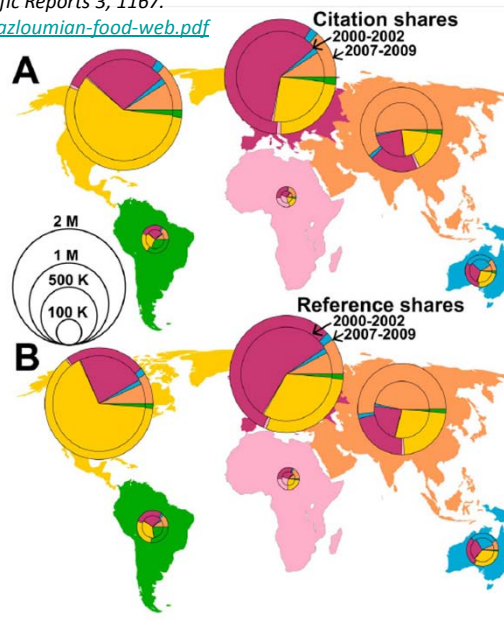 fic Reports 3, 1167.
azloumian-food-web.pdf
Citation shares
2000-2002
2007-2009
A
2 M
1 M
500 K
100 K
Reference shares
2000-2002
2007-2009
B